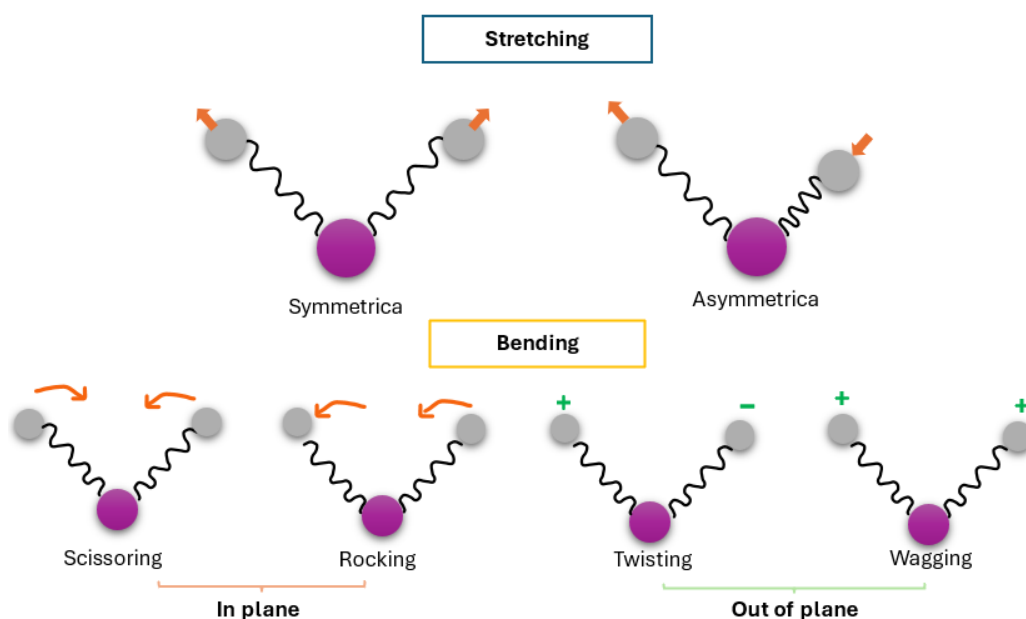 Stretching
Symmetrica
Asymmetrica
Bending
+ - + +
Scissoring
Rocking
Twisting
Wagging
In plane
Out of plane